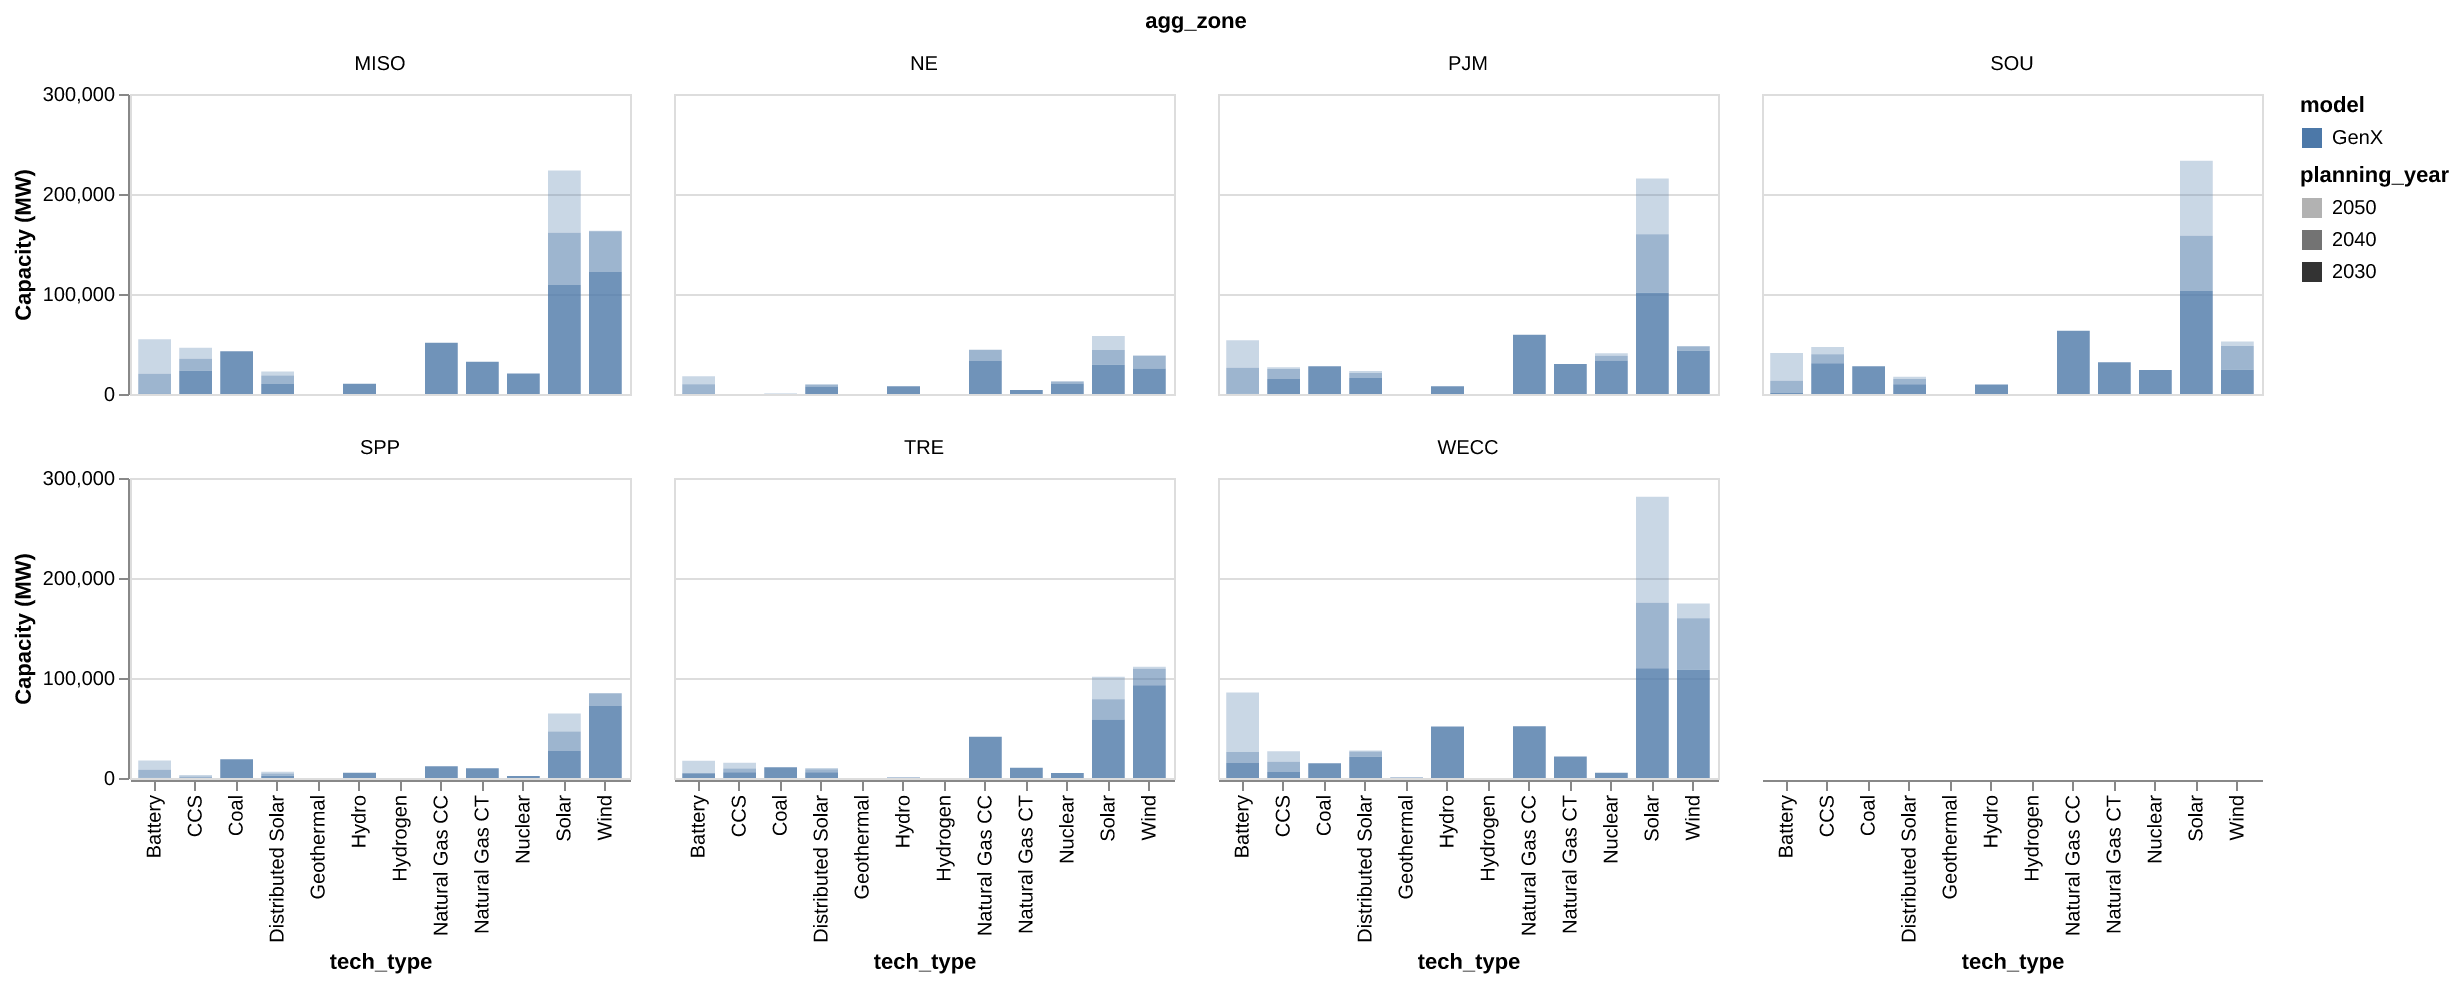 agg_zone
MISO
NE
PJM
SOU
300,000
200,000
100,000
0
Capacity (MW)
model
GenX
planning_year
2050
2040
2030
SPP
TRE
WECC
300,000
200,000
100,000
0
Capacity (MW)
Battery
CCS
Coal
Distributed Solar
Geothermal
Hydro
Hydrogen
Natural Gas CC
Natural Gas CT
Nuclear
Solar
Wind
tech_type
Battery
CCS
Coal
Distributed Solar
Geothermal
Hydro
Hydrogen
Natural Gas CC
Natural Gas CT
Nuclear
Solar
Wind
tech_type
Battery
CCS
Coal
Distributed Solar
Geothermal
Hydro
Hydrogen
Natural Gas CC
Natural Gas CT
Nuclear
Solar
Wind
tech_type
Battery
CCS
Coal
Distributed Solar
Geothermal
Hydro
Hydrogen
Natural Gas CC
Natural Gas CT
Nuclear
Solar
Wind
tech_type